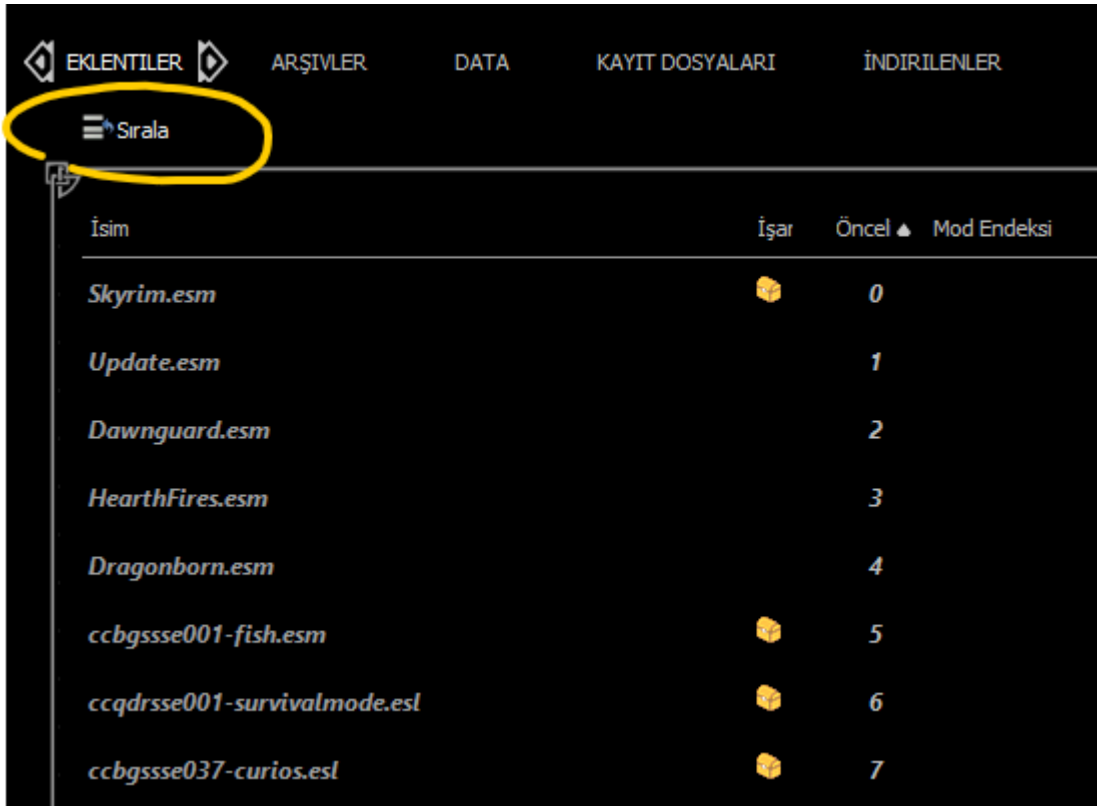 EKLENTILER ARŞIVLER DATA KAYIT DOSYALARI İNDIRILENLER
Sırala
İsim İşar Öncel Mod Endeksi
Skyrim.esm 0
Update.esm 1
Dawnguard.esm 2
HearthFires.esm 3
Dragonborn.esm 4
ccbgssse001-fish.esm 5
ccqdrsse001-survivalmode.esl 6
ccbgssse037-curios.esl 7